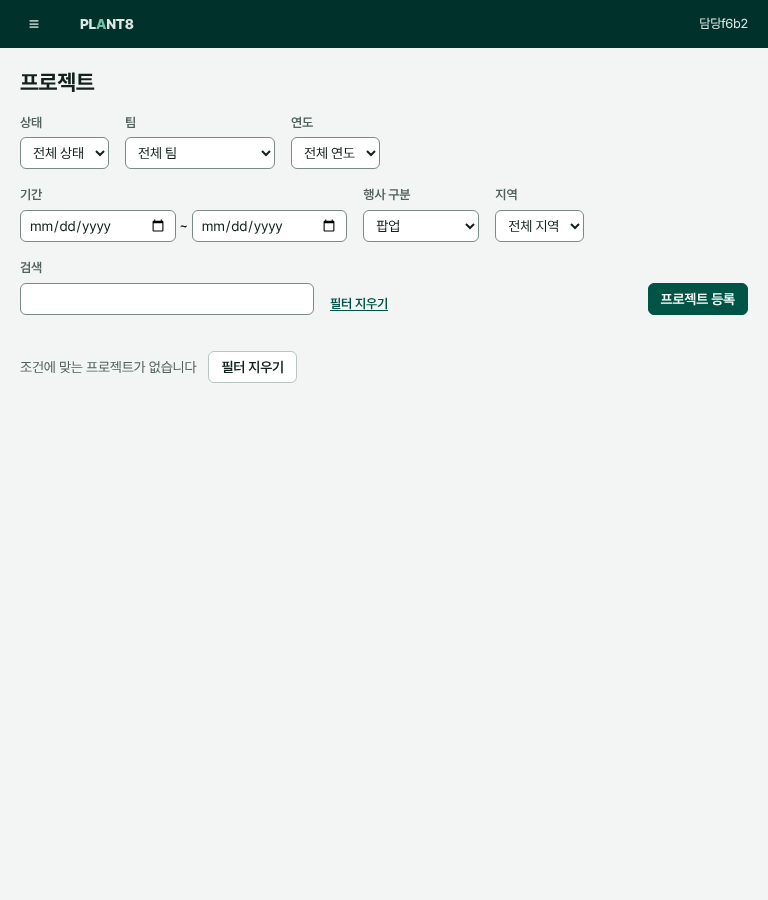 ≡ PLANT8 담당f6b2
프로젝트
상태 팀 연도
전체 상태 전체 팀 전체 연도
기간 행사 구분 지역
mm/dd/yyyy ~ mm/dd/yyyy 팝업 전체 지역
검색
필터 지우기 프로젝트 등록
조건에 맞는 프로젝트가 없습니다 필터 지우기